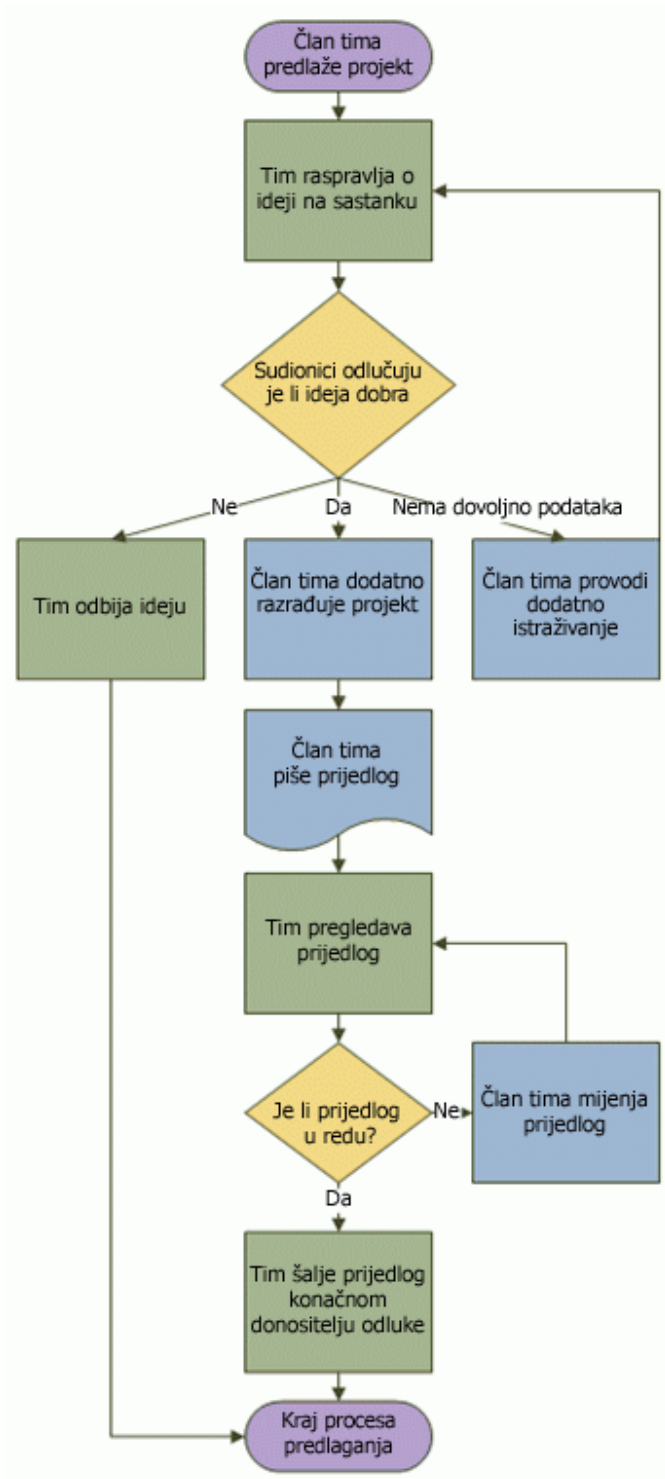 Član tima
predlaže projekt
Tim raspravlja o
ideji na sastanku
Sudionici odlučuju
je li ideja dobra
Ne
Da
Nema dovoljno podataka
Tim odbija ideju
Član tima dodatno
razrađuje projekt
Član tima provodi
dodatno
istraživanje
Član tima
piše prijedlog
Tim pregledava
prijedlog
Je li prijedlog
u redu?
Ne
Član tima mijenja
prijedlog
Da
Tim šalje prijedlog
konačnom
donositelju odluke
Kraj procesa
predlaganja